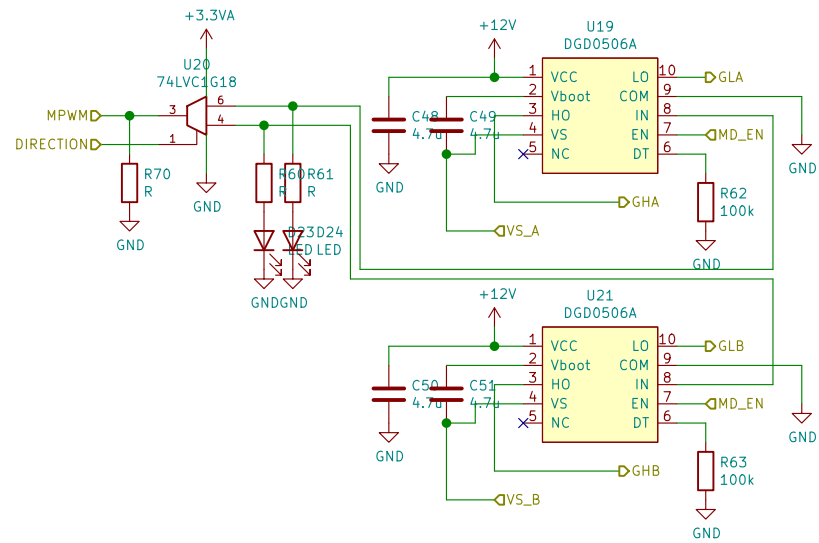 +3.3VA
U20
74LVC1G18
MPWM
3
6
4
DIRECTION
1
R70
R
GND
GND
R60
R
R61
R
D23
LED
D24
LED
GND
GND
+12V
U19
DGD0506A
1 VCC LO 10 GLA
2 Vboot COM 9
3 HO IN 8
4 VS EN 7 MD_EN
5 NC DT 6
C48
4.7u
C49
4.7u
GND
GND
GHA
VS_A
R62
100k
GND
+12V
U21
DGD0506A
1 VCC LO 10 GLB
2 Vboot COM 9
3 HO IN 8
4 VS EN 7 MD_EN
5 NC DT 6
C50
4.7u
C51
4.7u
GND
GND
GHB
VS_B
R63
100k
GND